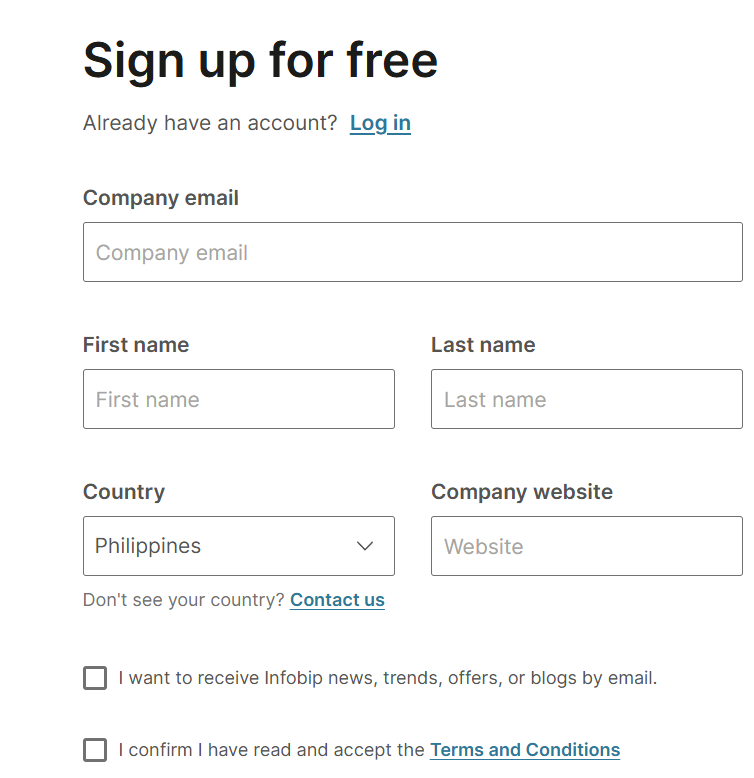 Sign up for free
Already have an account? Log in
Company email
Company email
First name Last name
First name Last name
Country Company website
Philippines Website
Don't see your country? Contact us
I want to receive Infobip news, trends, offers, or blogs by email.
I confirm I have read and accept the Terms and Conditions